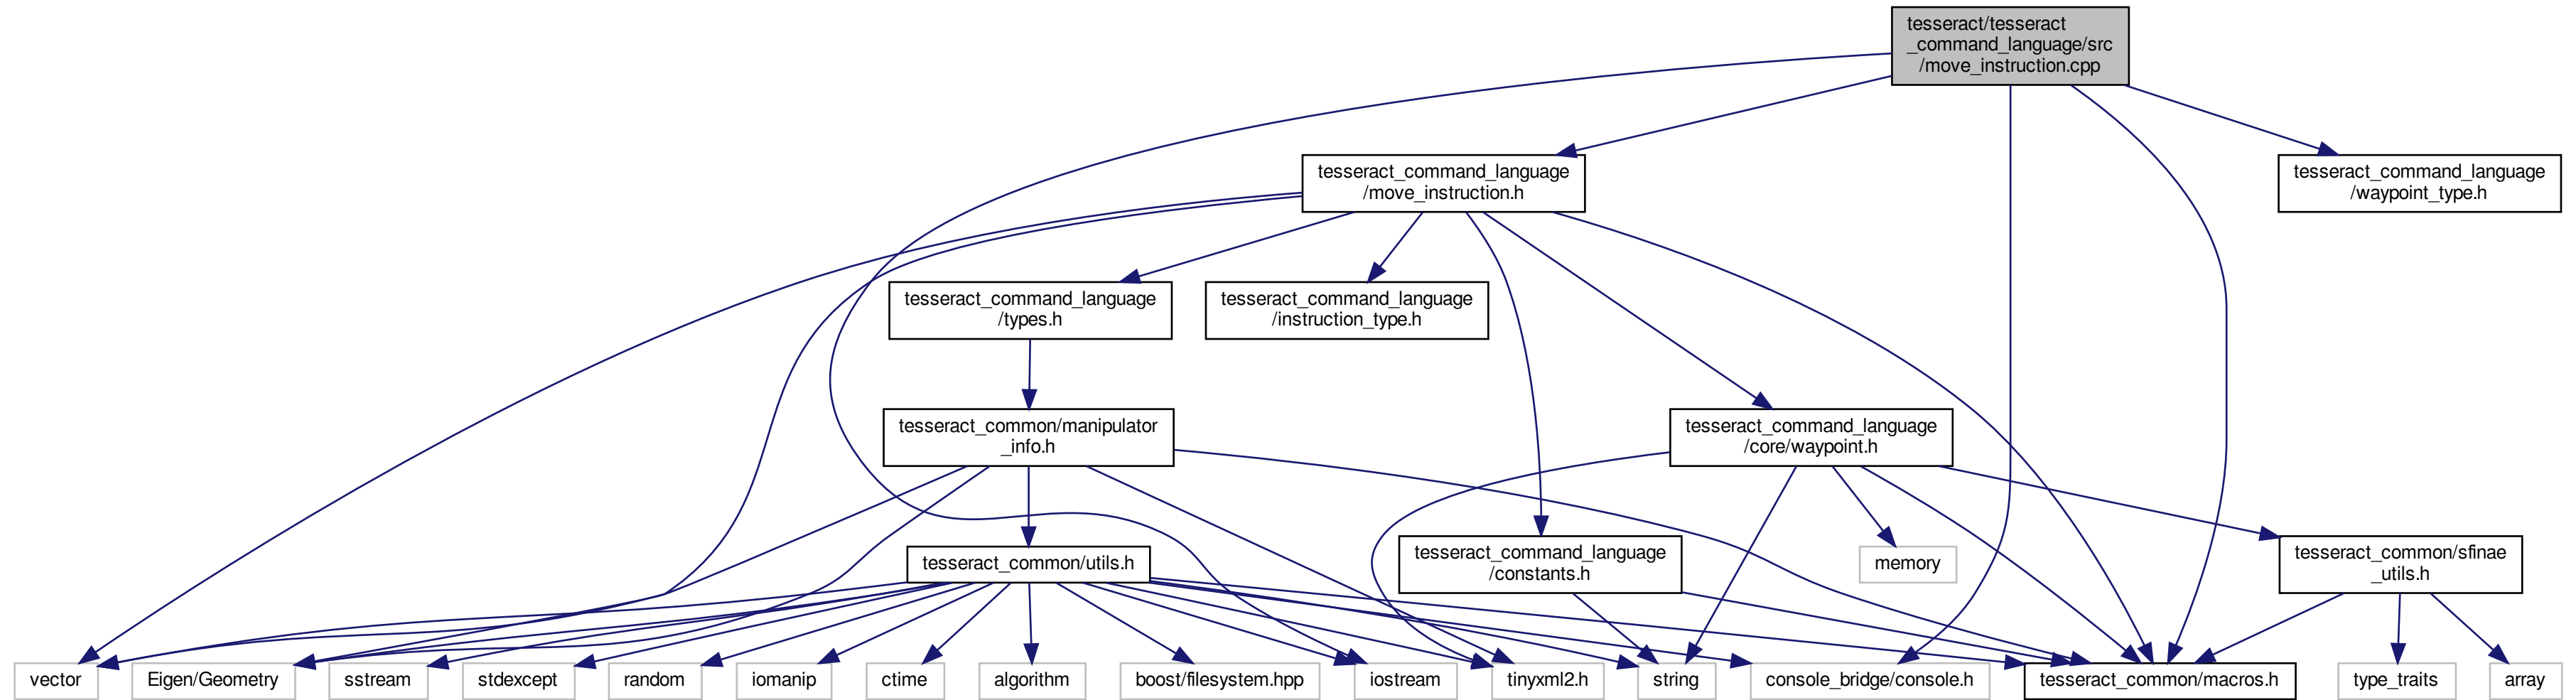 tesseract/tesseract
_command_language/src
/move_instruction.cpp
tesseract_command_language
/move_instruction.h
tesseract_command_language
/waypoint_type.h
tesseract_command_language
/types.h
tesseract_command_language
/instruction_type.h
tesseract_common/manipulator
_info.h
tesseract_command_language
/core/waypoint.h
tesseract_common/utils.h
tesseract_command_language
/constants.h
memory
tesseract_common/sfinae
_utils.h
vector
Eigen/Geometry
sstream
stdexcept
random
iomanip
ctime
algorithm
boost/filesystem.hpp
iostream
tinyxml2.h
string
console_bridge/console.h
tesseract_common/macros.h
type_traits
array